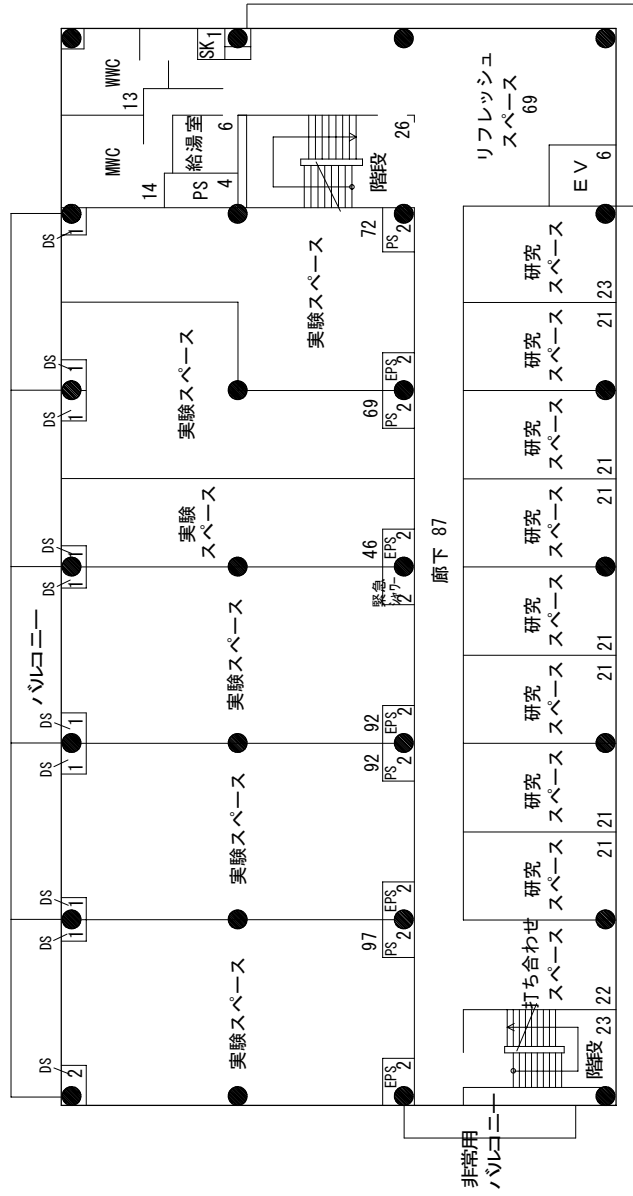 バルコニー
DS
2
DS
1
DS
1
DS
1
DS
1
DS
1
DS
1
DS
1
DS
1
DS
1
MWC
14
WWC
13
SK
1
給湯室
6
PS
4
実験スペース
97
実験スペース
92
実験スペース
92
実験
スペース
46
実験スペース
69
実験スペース
72
EPS
2
PS
2
EPS
2
PS
2
EPS
2
緊急
シャワー
2
EPS
2
PS
2
EPS
2
PS
2
階段
26
廊下 87
リフレッシュ
スペース
69
EV
6
非常用
バルコニー
階段
23
打ち合わせ
スペース
22
研究
スペース
21
研究
スペース
21
研究
スペース
21
研究
スペース
21
研究
スペース
21
研究
スペース
21
研究
スペース
21
研究
スペース
23